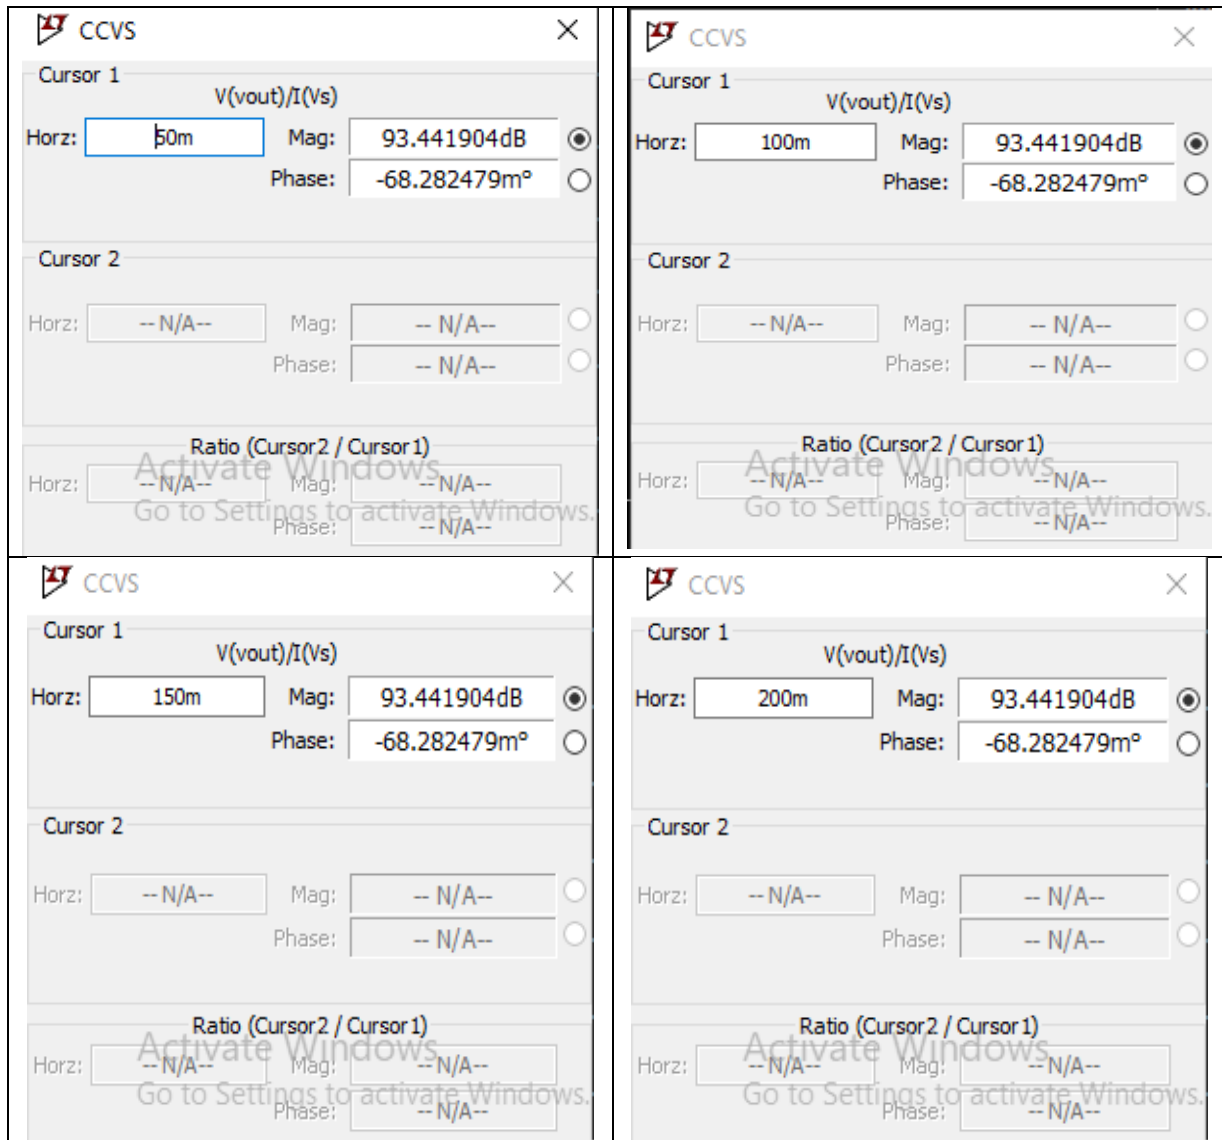 CCVS
Cursor 1
V(vout)/I(Vs)
Horz: 50m Mag: 93.441904dB
Phase: -68.282479m°
Cursor 2
Horz: -- N/A-- Mag: -- N/A--
Phase: -- N/A--
Ratio (Cursor2 / Cursor1)
Horz: -- N/A-- Mag: -- N/A--
Phase: -- N/A--
Activate Windows
Go to Settings to activate Windows.
CCVS
Cursor 1
V(vout)/I(Vs)
Horz: 100m Mag: 93.441904dB
Phase: -68.282479m°
Cursor 2
Horz: -- N/A-- Mag: -- N/A--
Phase: -- N/A--
Ratio (Cursor2 / Cursor1)
Horz: -- N/A-- Mag: -- N/A--
Phase: -- N/A--
Activate Windows
Go to Settings to activate Windows.
CCVS
Cursor 1
V(vout)/I(Vs)
Horz: 150m Mag: 93.441904dB
Phase: -68.282479m°
Cursor 2
Horz: -- N/A-- Mag: -- N/A--
Phase: -- N/A--
Ratio (Cursor2 / Cursor1)
Horz: -- N/A-- Mag: -- N/A--
Phase: -- N/A--
Activate Windows
Go to Settings to activate Windows.
CCVS
Cursor 1
V(vout)/I(Vs)
Horz: 200m Mag: 93.441904dB
Phase: -68.282479m°
Cursor 2
Horz: -- N/A-- Mag: -- N/A--
Phase: -- N/A--
Ratio (Cursor2 / Cursor1)
Horz: -- N/A-- Mag: -- N/A--
Phase: -- N/A--
Activate Windows
Go to Settings to activate Windows.